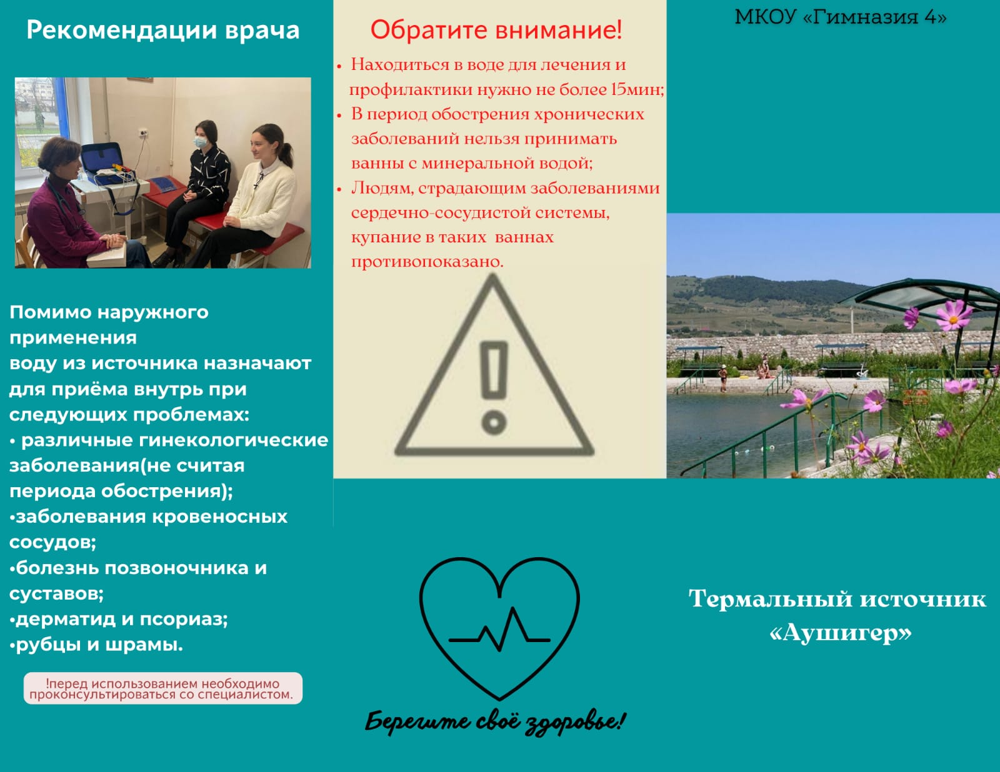 Рекомендации врача
Помимо наружного
применения
воду из источника назначают
для приёма внутрь при
следующих проблемах:
• различные гинекологические
заболевания(не считая
периода обострения);
•заболевания кровеносных
сосудов;
•болезнь позвоночника и
суставов;
•дерматид и псориаз;
•рубцы и шрамы.
!перед использованием необходимо
проконсультироваться со специалистом.
Обратите внимание!
• Находиться в воде для лечения и
профилактики нужно не более 15мин;
• В период обострения хронических
заболеваний нельзя принимать
ванны с минеральной водой;
• Людям, страдающим заболеваниями
сердечно-сосудистой системы,
купание в таких ваннах
противопоказано.
Берегите своё здоровье!
МКОУ «Гимназия 4»
Термальный источник
«Аушигер»